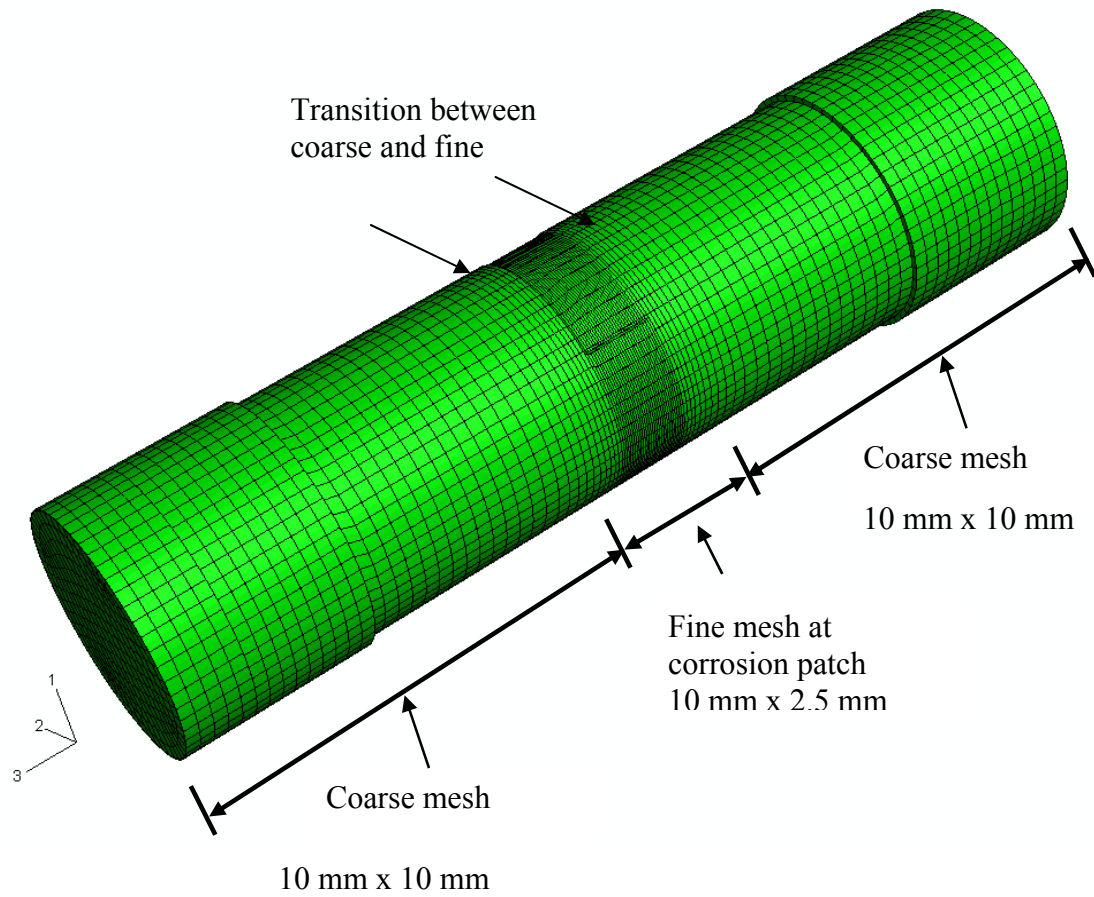 Transition between
coarse and fine
Coarse mesh
10 mm x 10 mm
Fine mesh at
corrosion patch
10 mm x 2.5 mm
1
2
3
Coarse mesh
10 mm x 10 mm